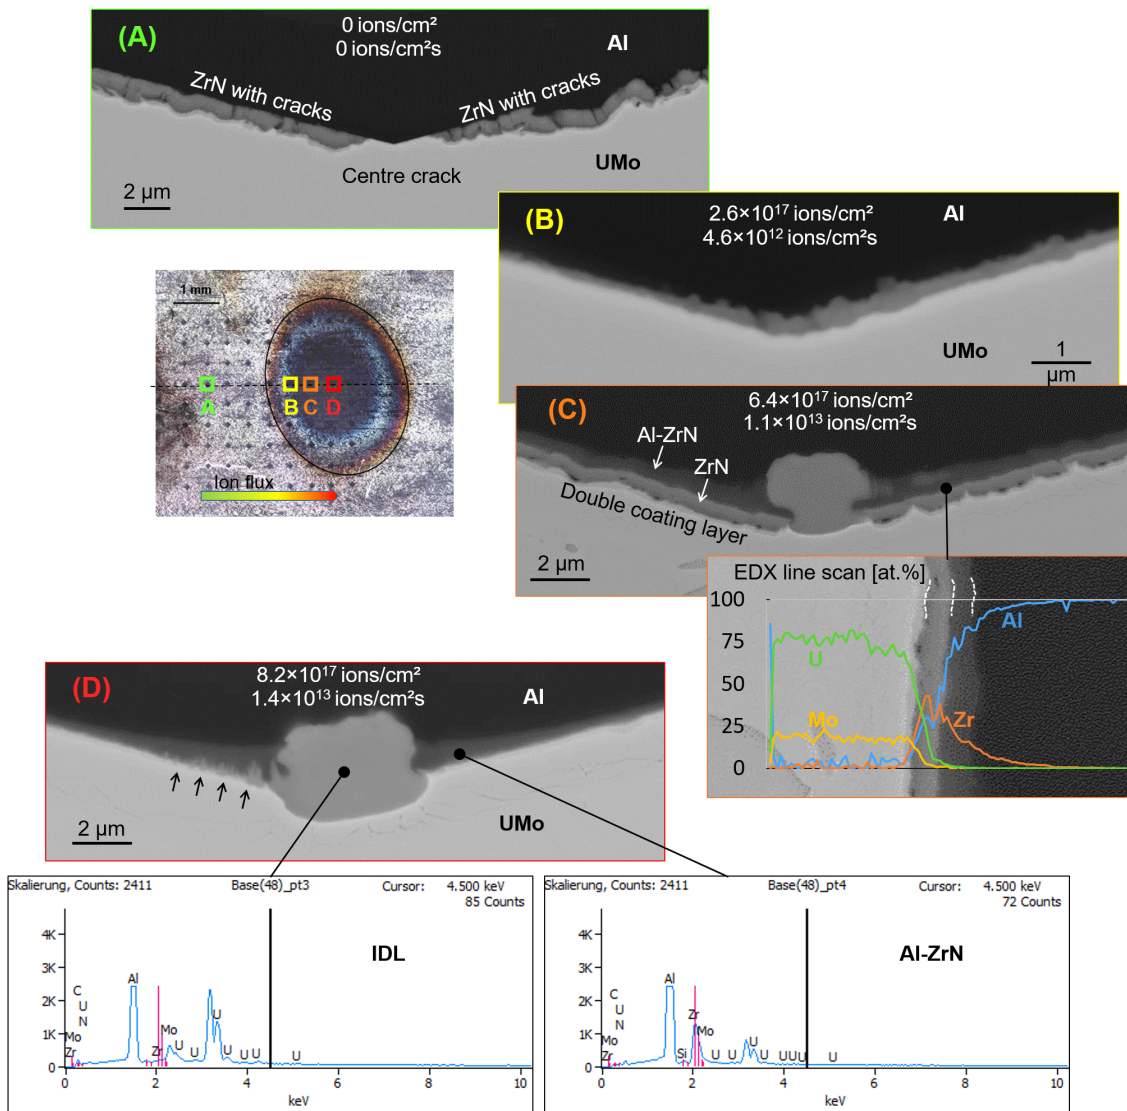 (A)
0 ions/cm²
0 ions/cm²s
Al
ZrN with cracks
ZrN with cracks
Centre crack
UMo
2 µm
(B)
2.6×10¹⁷ ions/cm²
4.6×10¹² ions/cm²s
Al
UMo
1
µm
1 mm
A
B
C
D
Ion flux
(C)
6.4×10¹⁷ ions/cm²
1.1×10¹³ ions/cm²s
Al-ZrN
ZrN
Double coating layer
2 µm
EDX line scan [at.%]
100
75
50
25
0
Al
U
Mo
Zr
(D)
8.2×10¹⁷ ions/cm²
1.4×10¹³ ions/cm²s
Al
UMo
2 µm
Skalierung, Counts: 2411
Base(48)_pt3
Cursor: 4.500 keV
85 Counts
IDL
4K
3K
2K
1K
0
C
U
N
Mo
Zr
Al
Zr
Mo
U
U
U
U
U
U
U
0
2
4
6
8
10
keV
Skalierung, Counts: 2411
Base(48)_pt4
Cursor: 4.500 keV
72 Counts
Al-ZrN
4K
3K
2K
1K
0
C
U
N
Mo
Zr
Al
Si
Zr
Mo
U
U
U
U
U
U
U
U
0
2
4
6
8
10
keV